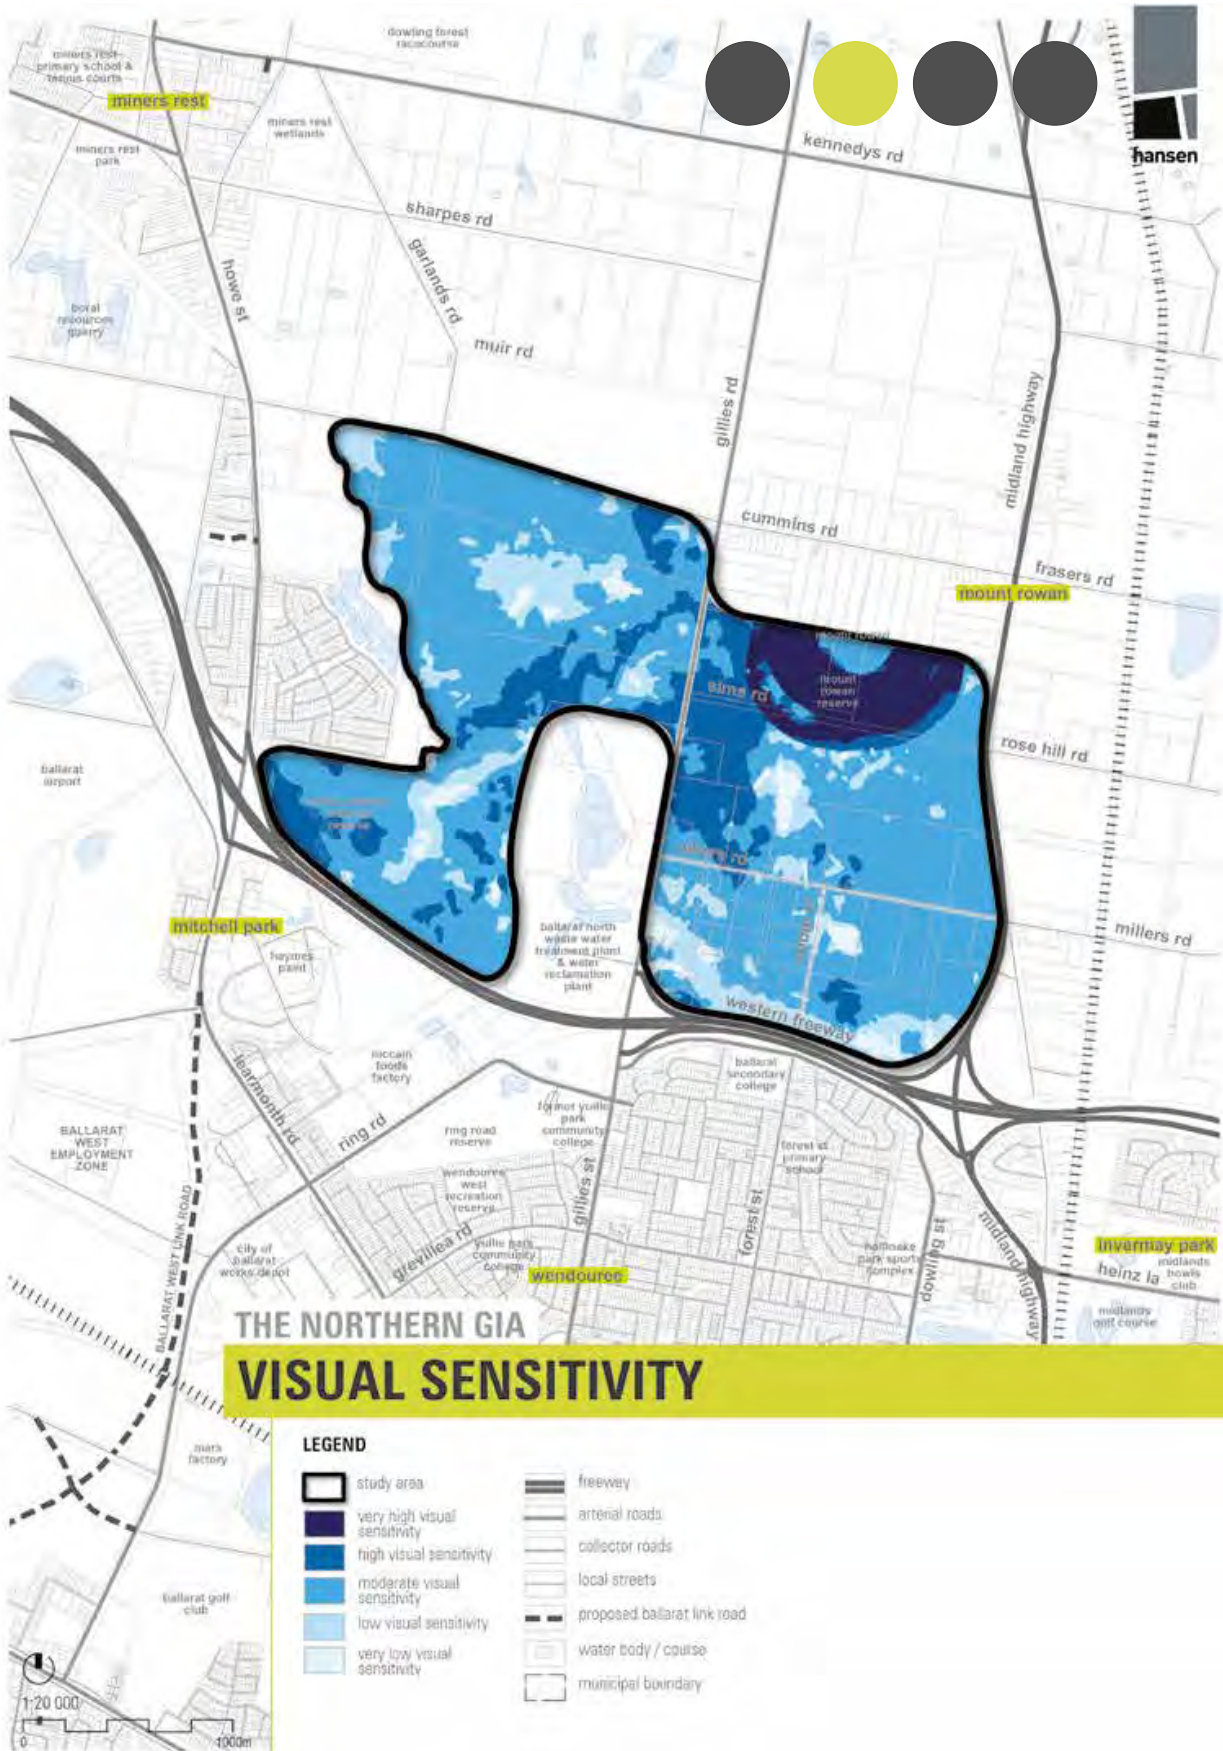 dowling forest
racecourse
miners rest
primary school &
tennis courts
miners rest
miners rest
wetlands
miners rest
park
kennedys rd
hansen
sharpes rd
garlands rd
howe st
boral
resources
quarry
muir rd
gillies rd
midland highway
cummins rd
frasers rd
mount rowan
mount rowan
mount
rowan
reserve
sims rd
rose hill rd
ballarat
airport
reserve
mitchell park
haymes
paint
ballarat north
waste water
treatment plant
& water
reclamation
plant
millers rd
western freeway
learmonth rd
mccain
foods
factory
ring rd
ballarat
secondary
college
former yuille
park
community
college
ring road
reserve
BALLARAT
WEST
EMPLOYMENT
ZONE
wendouree
west
recreation
reserve
forest st
primary
school
gillies st
forest st
BALLARAT WEST LINK ROAD
city of
ballarat
works depot
grevillea rd
yuille park
community
college
wendouree
hollioake
park sports
complex
dowling st
midland highway
invermay park
heinz la
midlands
bowls
club
midlands
golf course
THE NORTHERN GIA
VISUAL SENSITIVITY
mars
factory
ballarat golf
club
LEGEND
study area
very high visual
sensitivity
high visual sensitivity
moderate visual
sensitivity
low visual sensitivity
very low visual
sensitivity
freeway
arterial roads
collector roads
local streets
proposed ballarat link road
water body / course
municipal boundary
1:20 000
0
1000m